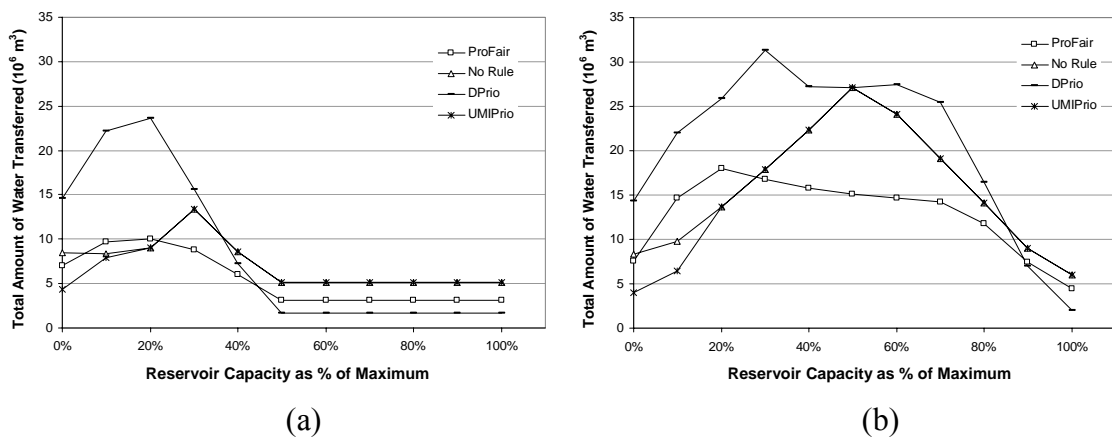 Total Amount of Water Transferred (10⁶ m³)
35
30
25
20
15
10
5
0
ProFair
No Rule
DPrio
UMIPrio
0% 20% 40% 60% 80% 100%
Reservoir Capacity as % of Maximum
(a)
Total Amount of Water Transferred (10⁶ m³)
35
30
25
20
15
10
5
0
ProFair
No Rule
DPrio
UMIPrio
0% 20% 40% 60% 80% 100%
Reservoir Capacity as % of Maximum
(b)